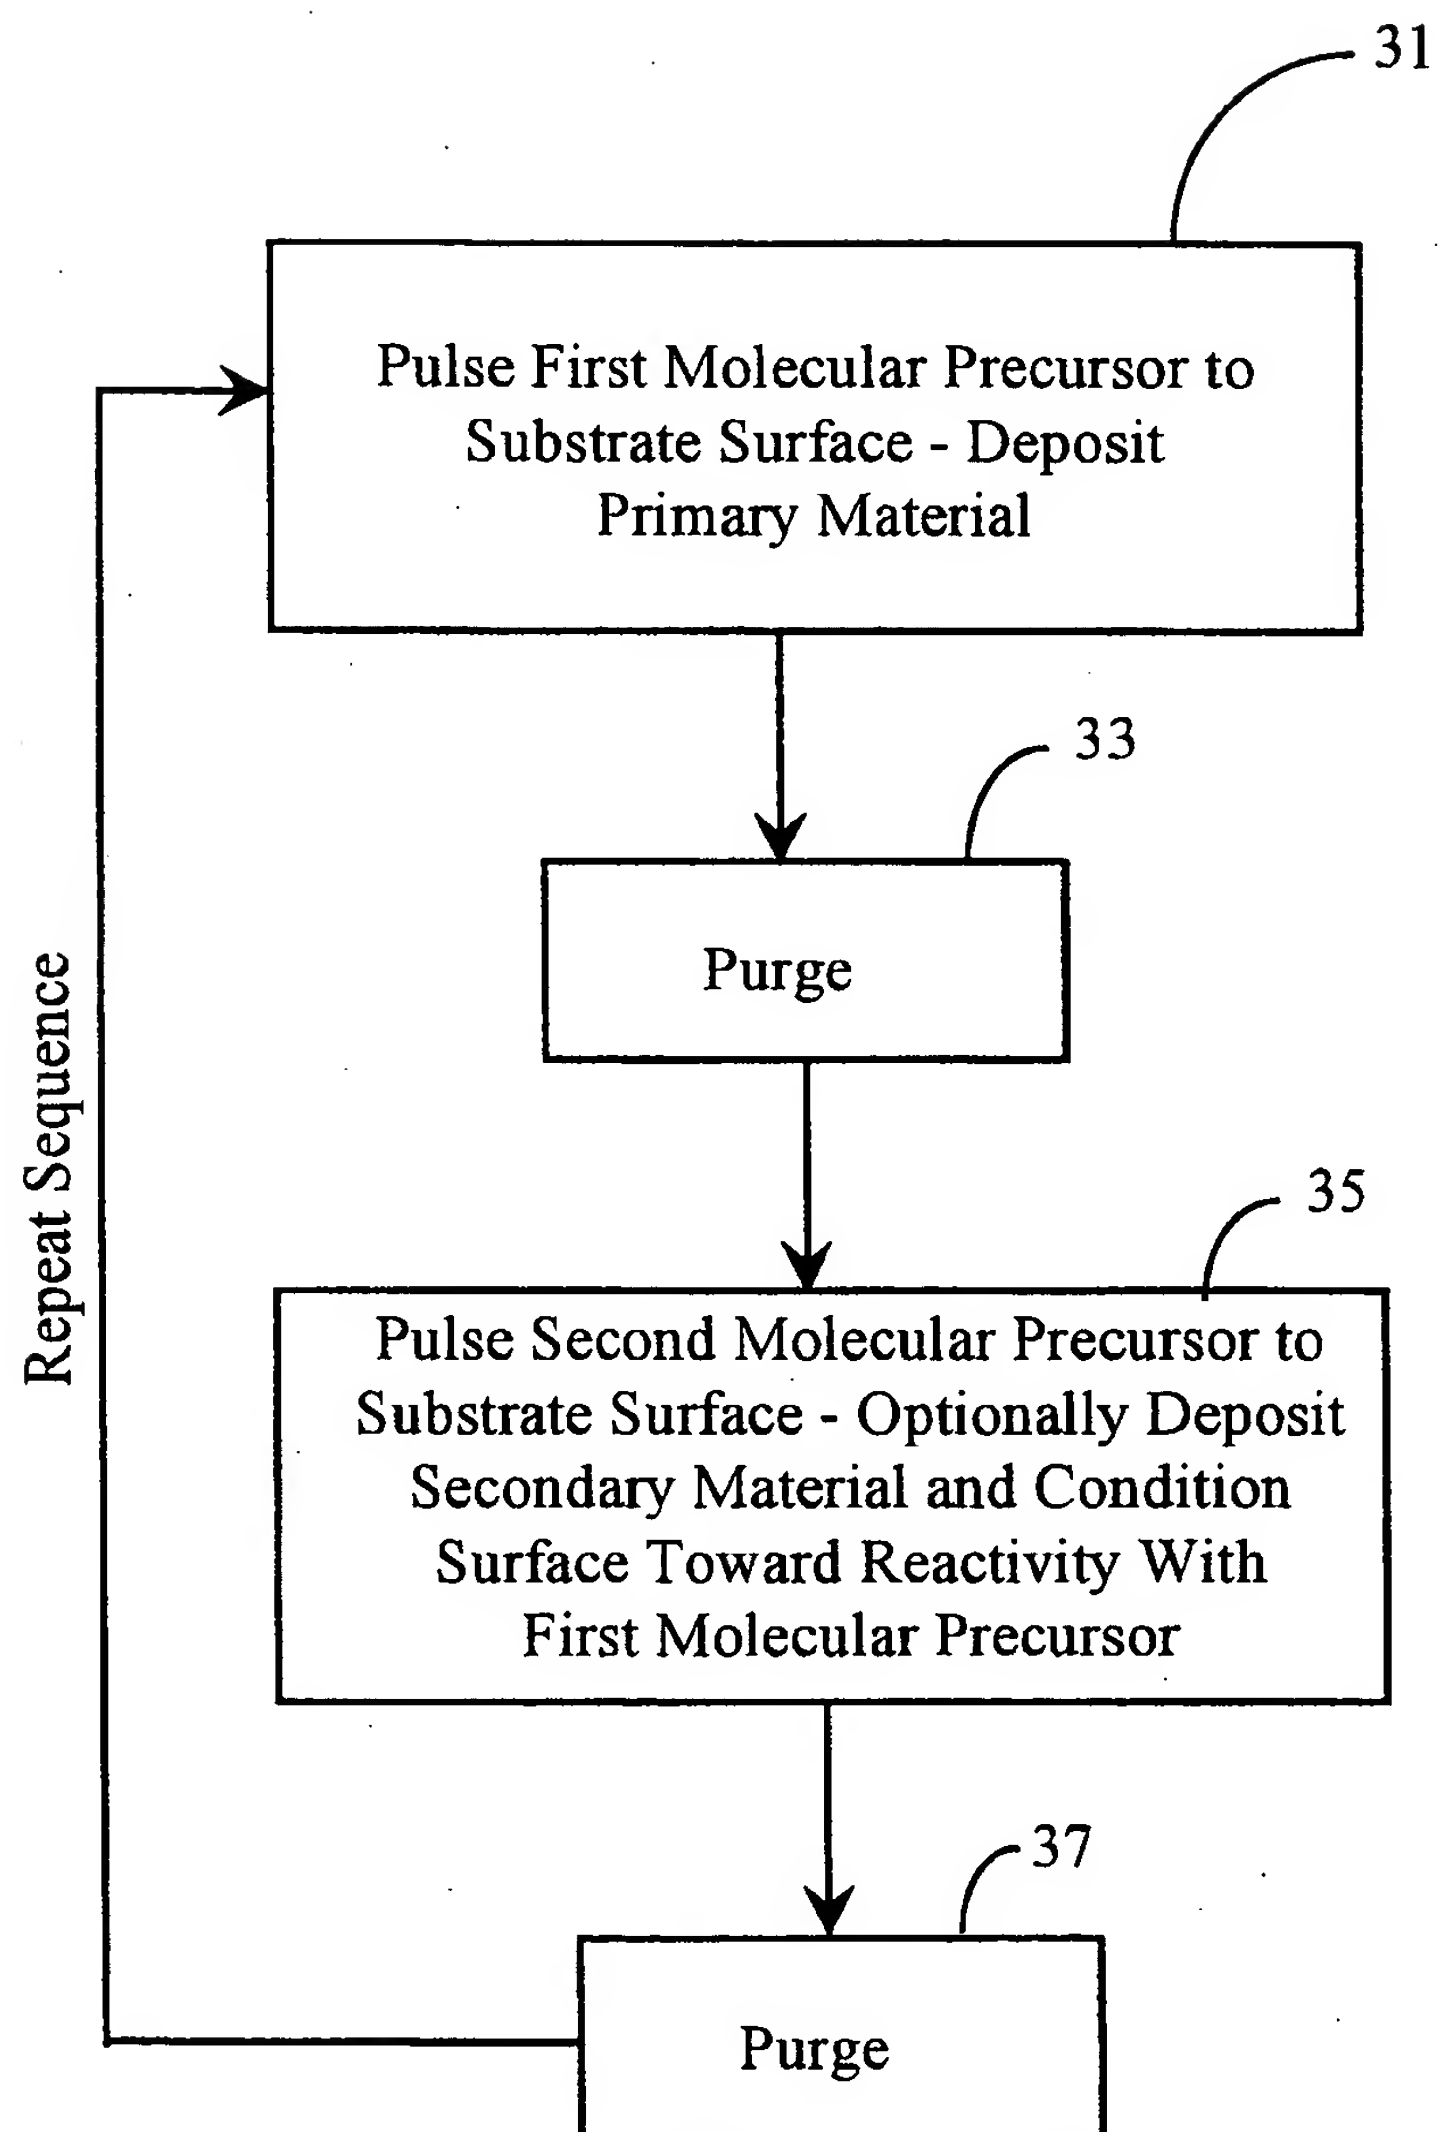 31
Pulse First Molecular Precursor to
Substrate Surface - Deposit
Primary Material
33
Purge
35
Pulse Second Molecular Precursor to
Substrate Surface - Optionally Deposit
Secondary Material and Condition
Surface Toward Reactivity With
First Molecular Precursor
37
Purge
Repeat Sequence